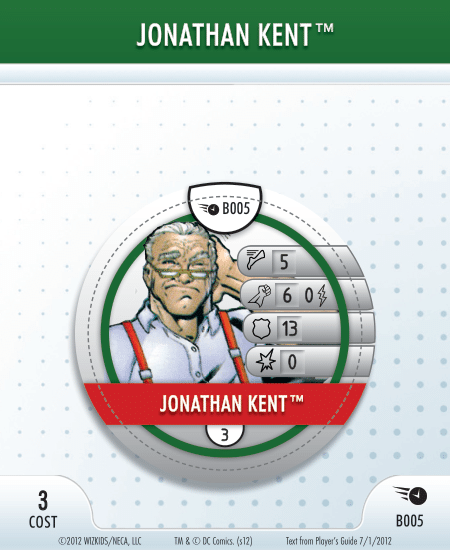 JONATHAN KENT™
B005
5
6 0
13
0
JONATHAN KENT™
3
3
COST
B005
©2012 WIZKIDS/NECA, LLC TM & © DC Comics. (s12) Text from Player's Guide 7/1/2012